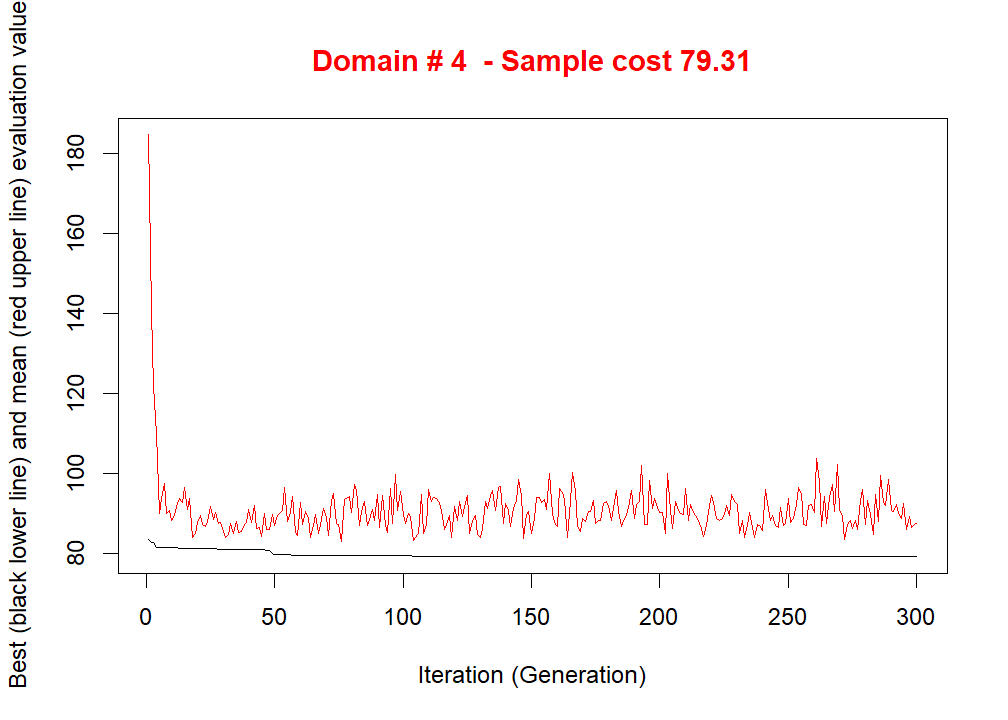 Domain # 4  - Sample cost 79.31
Best (black lower line) and mean (red upper line) evaluation value
180
160
140
120
100
80
0 50 100 150 200 250 300
Iteration (Generation)